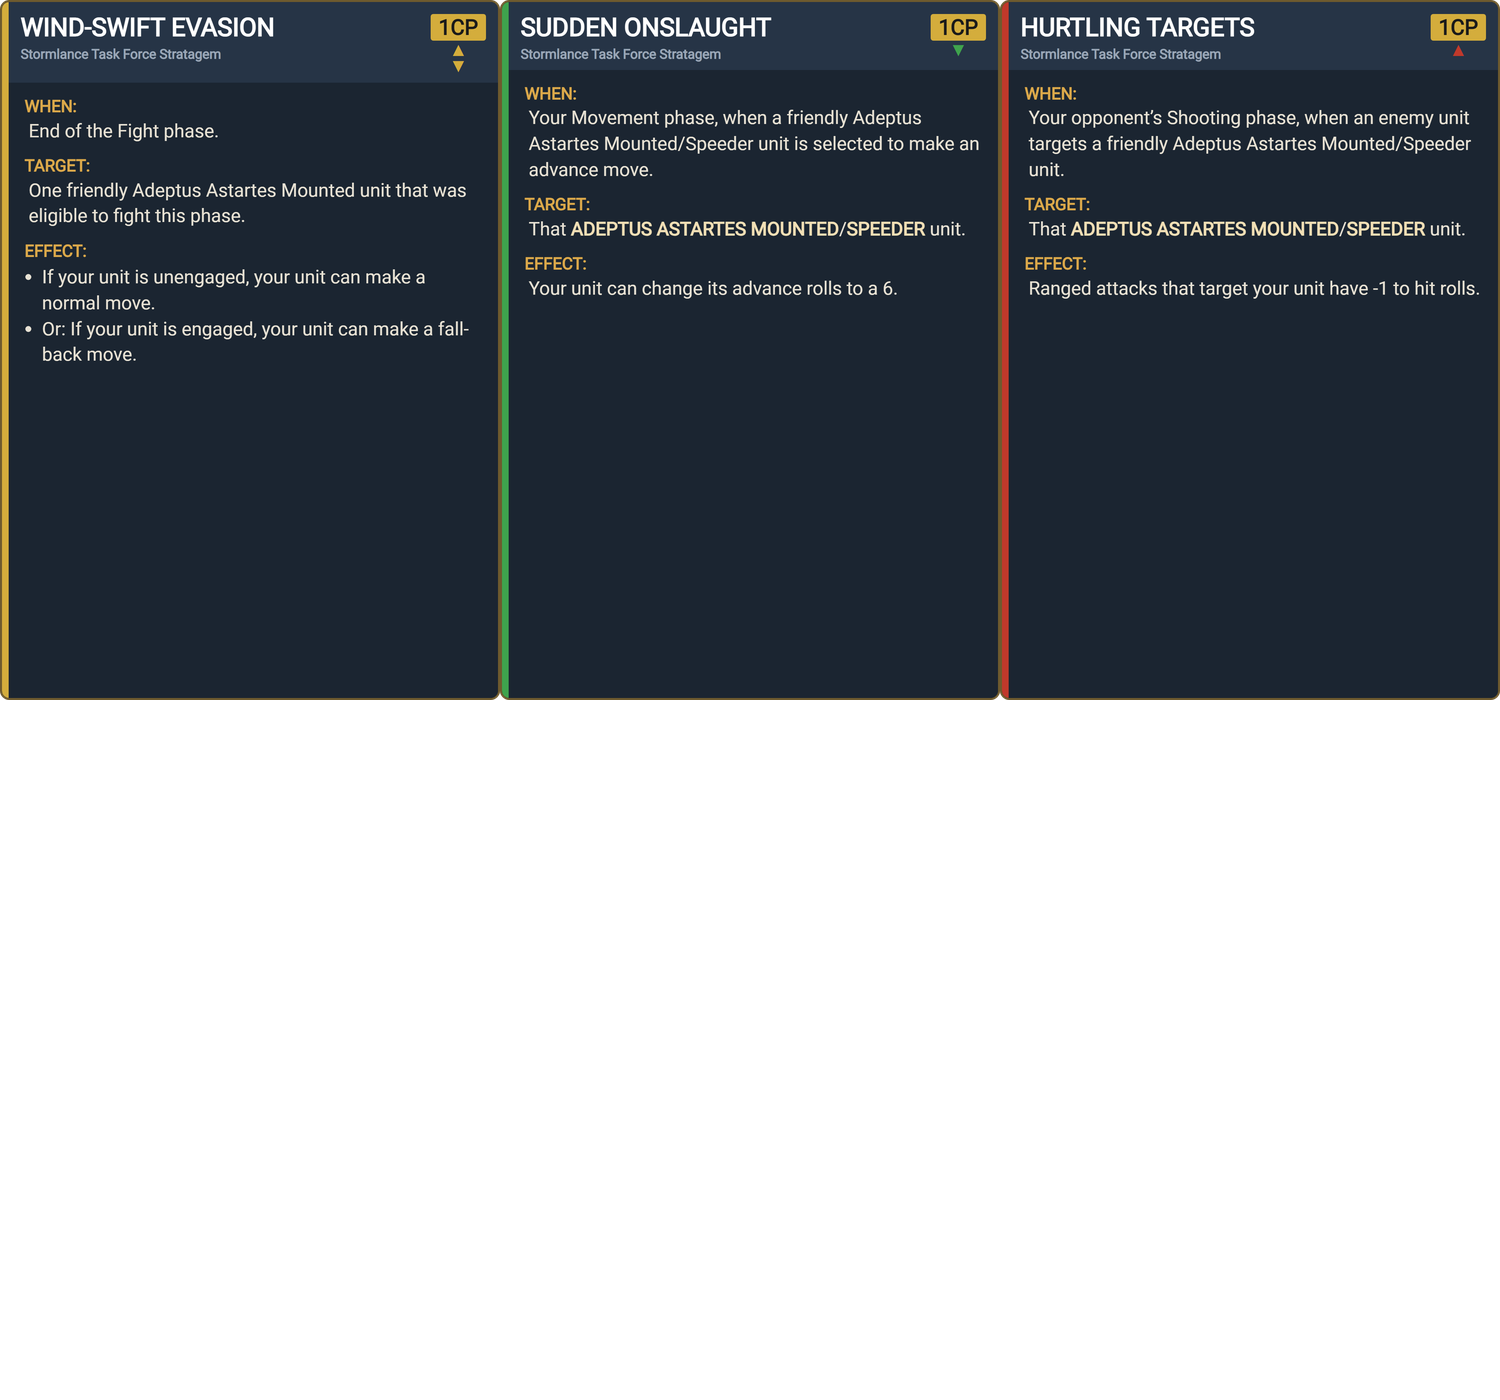 WIND-SWIFT EVASION
1CP
Stormlance Task Force Stratagem
WHEN:
End of the Fight phase.
TARGET:
One friendly Adeptus Astartes Mounted unit that was
eligible to fight this phase.
EFFECT:
• If your unit is unengaged, your unit can make a
normal move.
• Or: If your unit is engaged, your unit can make a fall-
back move.
SUDDEN ONSLAUGHT
1CP
Stormlance Task Force Stratagem
WHEN:
Your Movement phase, when a friendly Adeptus
Astartes Mounted/Speeder unit is selected to make an
advance move.
TARGET:
That ADEPTUS ASTARTES MOUNTED/SPEEDER unit.
EFFECT:
Your unit can change its advance rolls to a 6.
HURTLING TARGETS
1CP
Stormlance Task Force Stratagem
WHEN:
Your opponent’s Shooting phase, when an enemy unit
targets a friendly Adeptus Astartes Mounted/Speeder
unit.
TARGET:
That ADEPTUS ASTARTES MOUNTED/SPEEDER unit.
EFFECT:
Ranged attacks that target your unit have -1 to hit rolls.